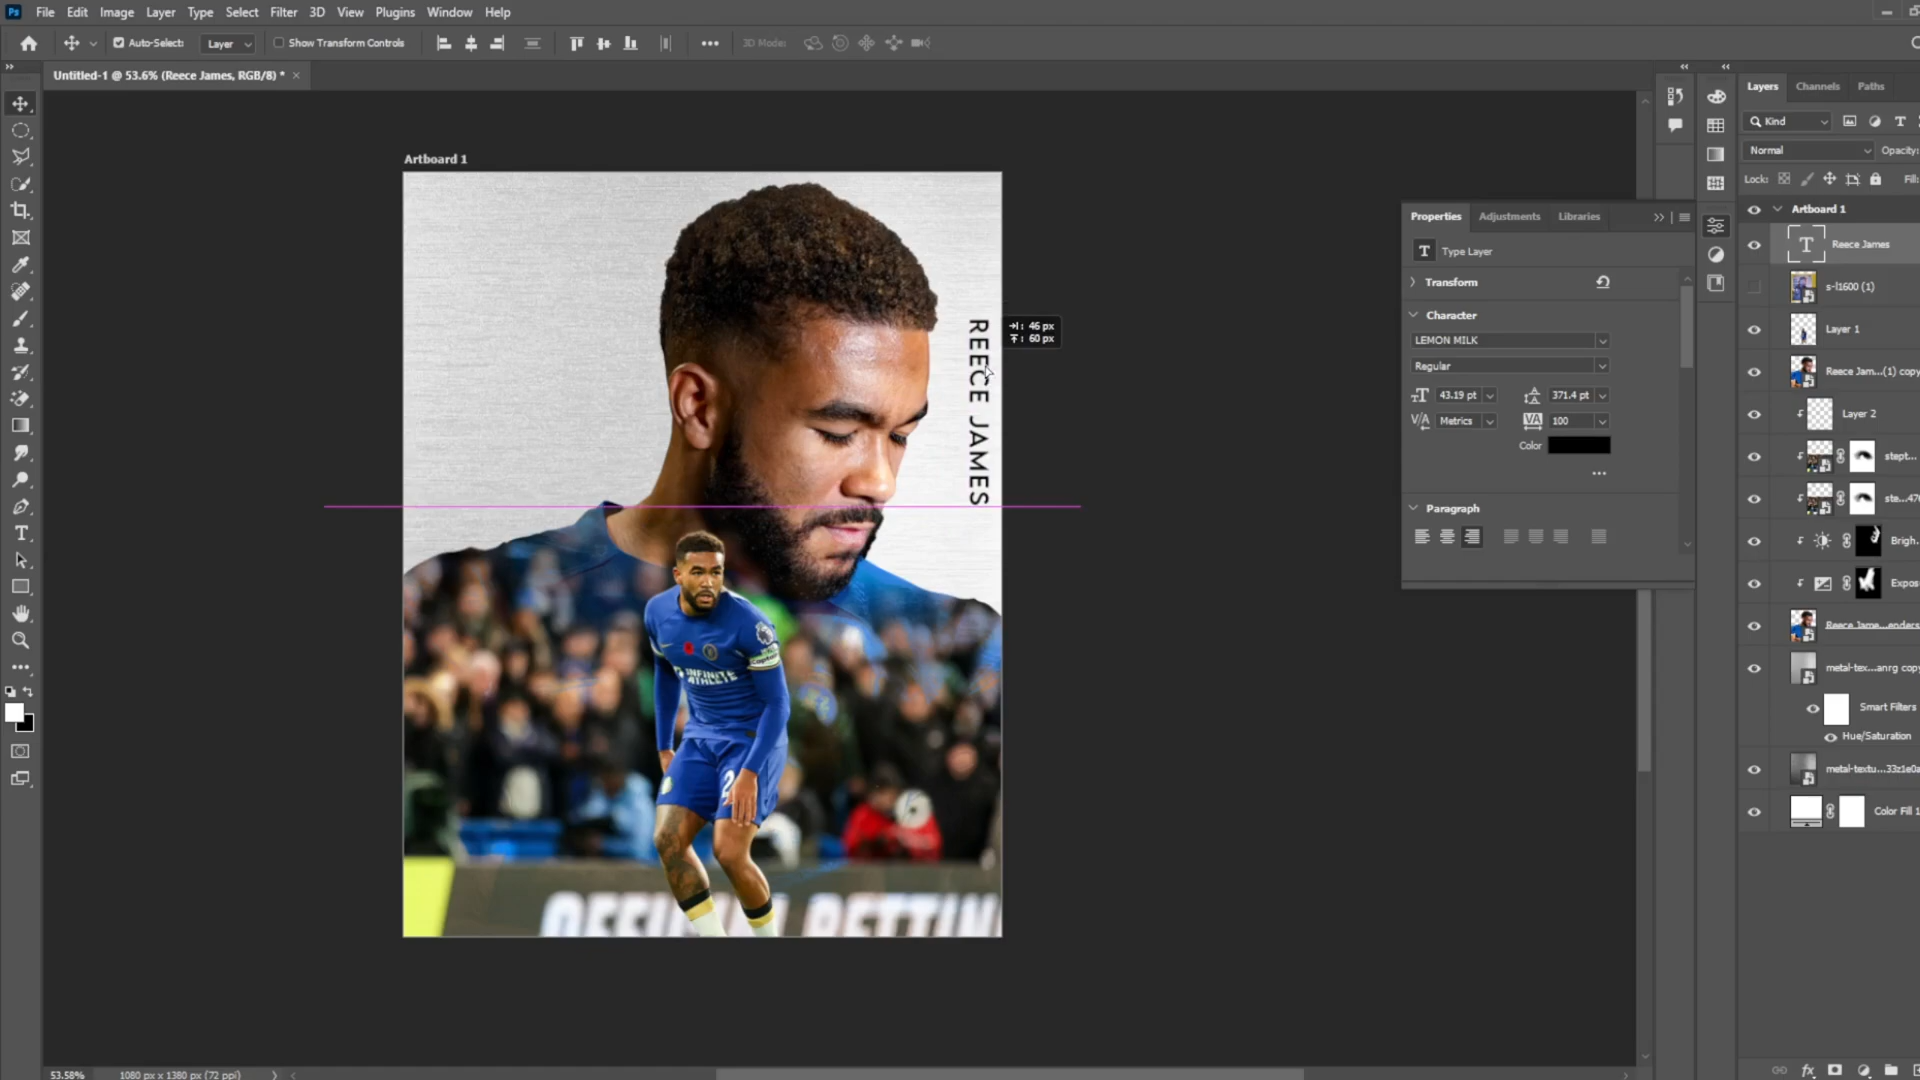 Ps File Edit Image Layer Type Select Filter 3D View Plugins Window Help
Auto-Select: Layer Show Transform Controls 3D Mode:
Untitled-1 @ 53.6% (Reece James, RGB/8) * ×
Artboard 1
REECE JAMES
: 46 px
: 60 px
INFINITE
ATHLETE
2
Properties Adjustments Libraries
T Type Layer
Transform
Character
LEMON MILK
Regular
43.19 pt 371.4 pt
Metrics 100
Color
Paragraph
Layers Channels Paths
Kind
Normal Opacity:
Lock: Fill:
Artboard 1
Reece James
s-l1600 (1)
Layer 1
Reece Jam...(1) copy
Layer 2
stept...
ste...47
Brigh.
Expos
Reece Jame...enders
metal-tex...anrg copy
Smart Filters
Hue/Saturation
metal-textu...33z1e0a
Color Fill 1
53.58% 1080 px x 1380 px (72 ppi)